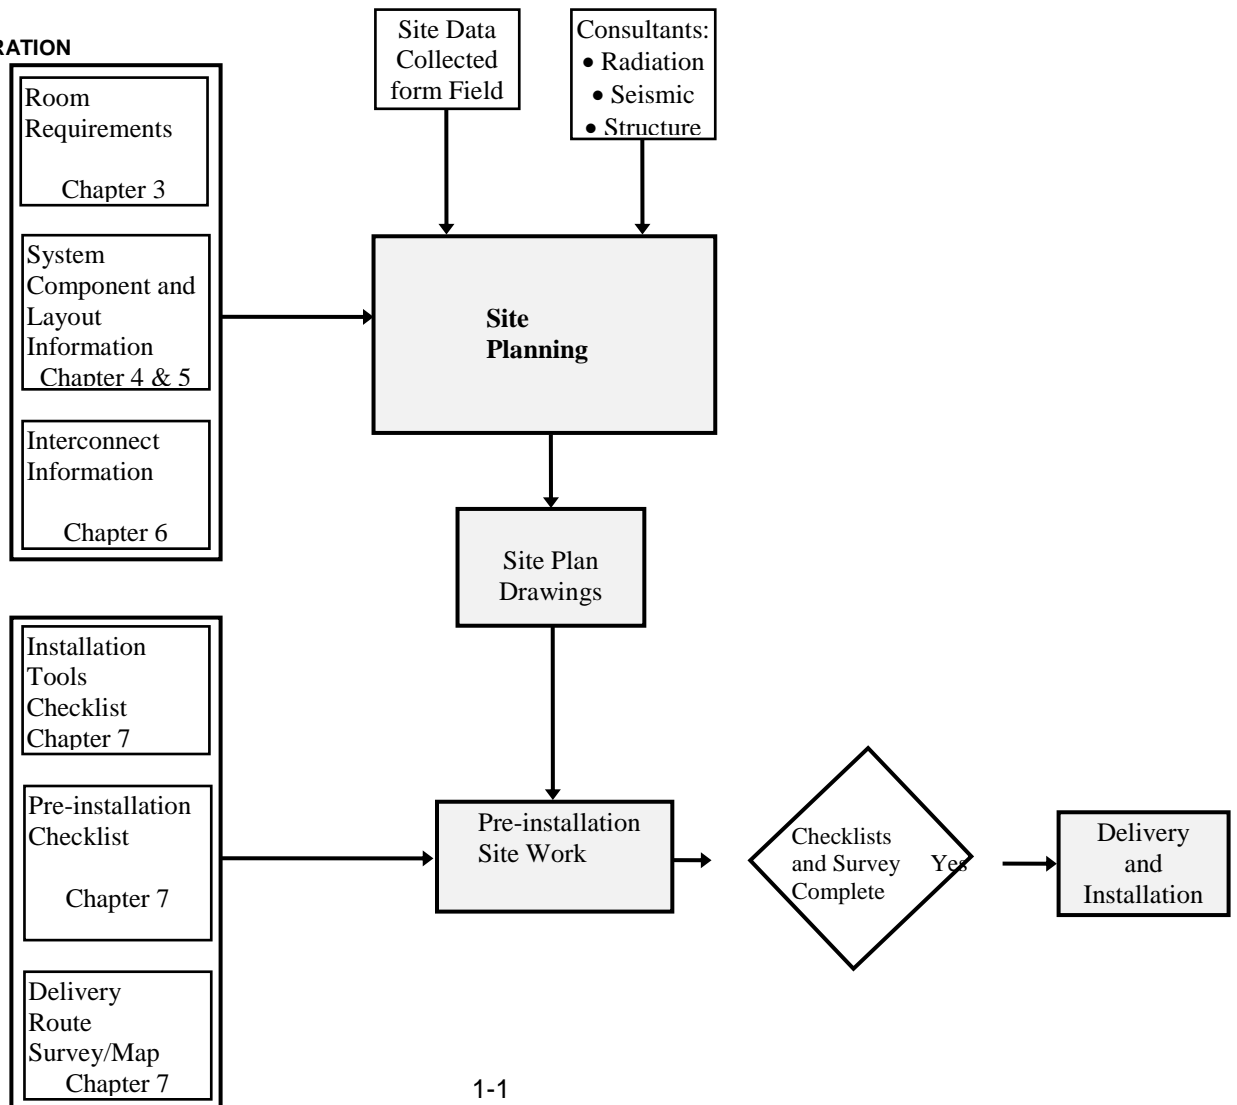 RATION
Site Data
Collected
form Field
Consultants:
• Radiation
• Seismic
• Structure
Room
Requirements
Chapter 3
System
Component and
Layout
Information
Chapter 4 & 5
Interconnect
Information
Chapter 6
Site
Planning
Site Plan
Drawings
Installation
Tools
Checklist
Chapter 7
Pre-installation
Checklist
Chapter 7
Delivery
Route
Survey/Map
Chapter 7
Pre-installation
Site Work
Checklists
and Survey Yes
Complete
Delivery
and
Installation
1-1